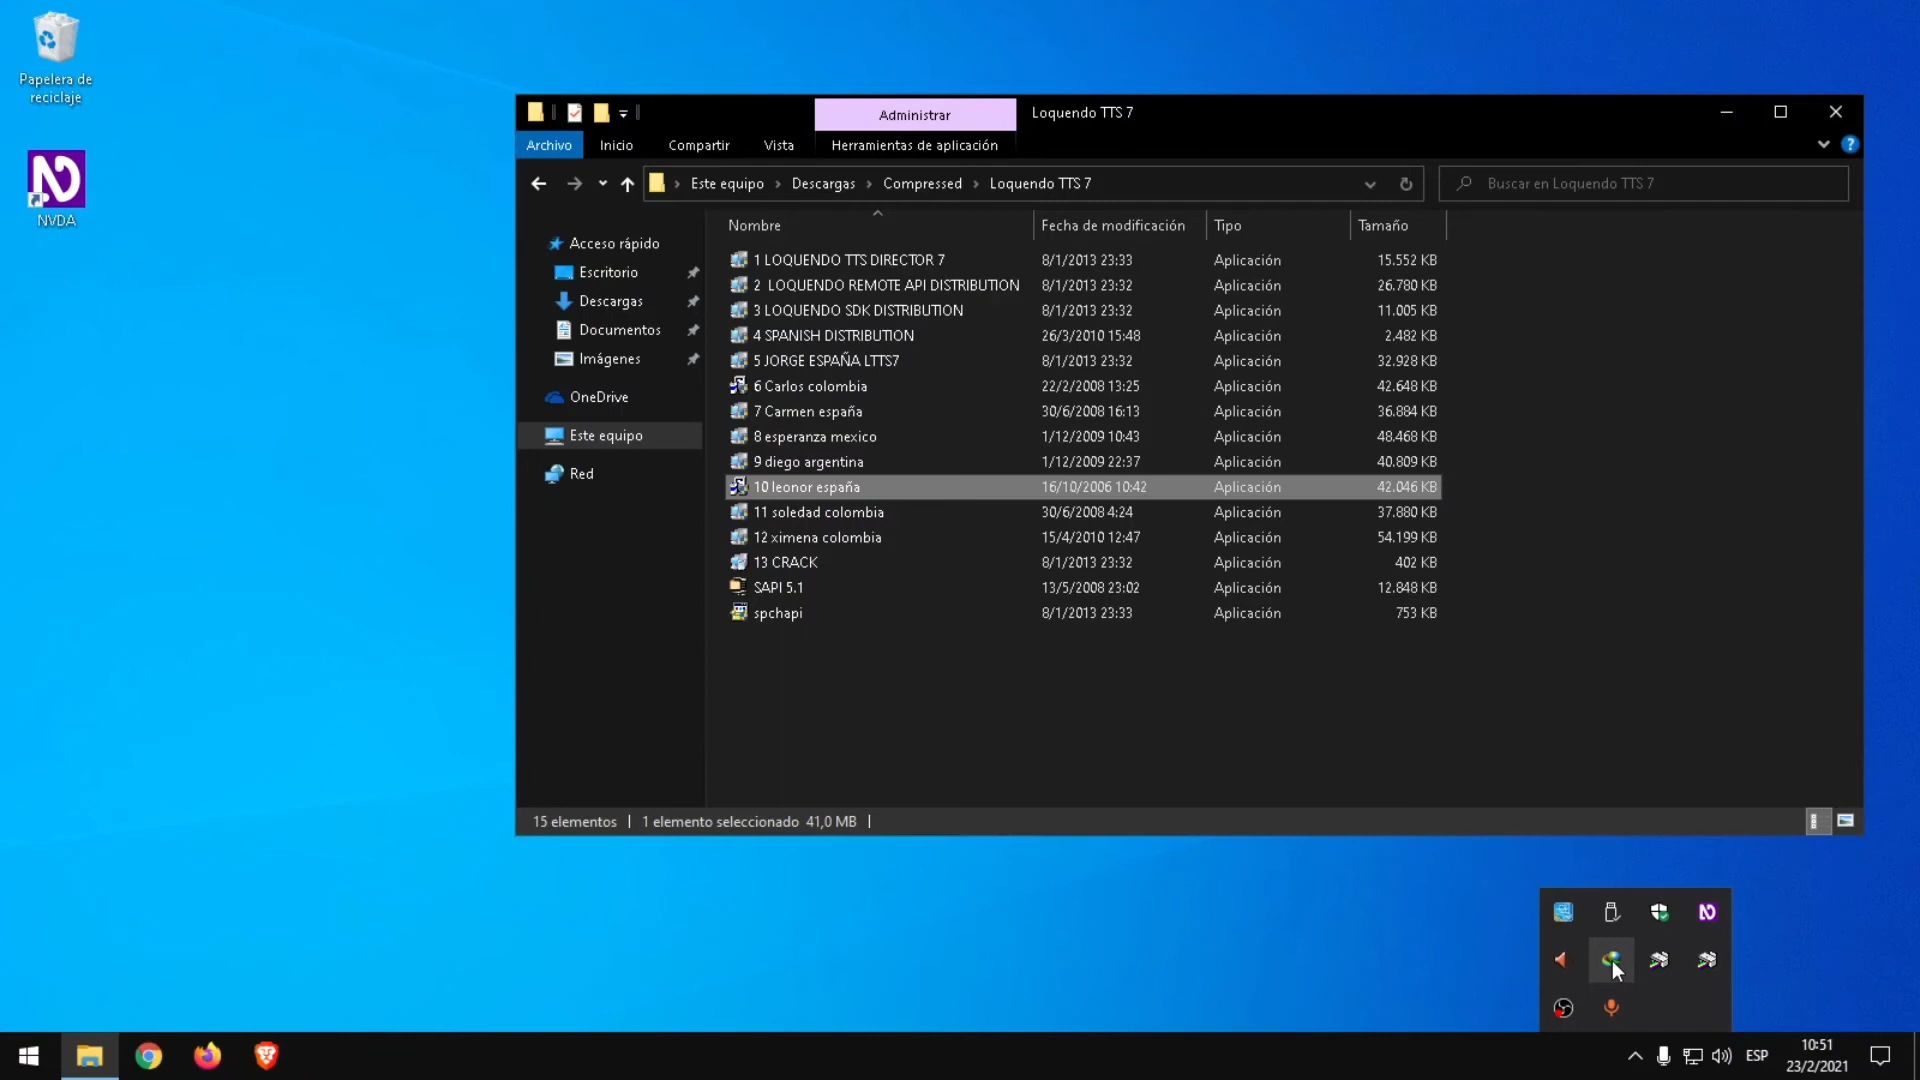 Papelera de
reciclaje
NVDA
Administrar
Loquendo TTS 7
Archivo
Inicio
Compartir
Vista
Herramientas de aplicación
Este equipo
Descargas
Compressed
Loquendo TTS 7
Buscar en Loquendo TTS 7
Acceso rápido
Escritorio
Descargas
Documentos
Imágenes
OneDrive
Este equipo
Red
Nombre Fecha de modificación Tipo Tamaño
1 LOQUENDO TTS DIRECTOR 7 8/1/2013 23:33 Aplicación 15.552 KB
2 LOQUENDO REMOTE API DISTRIBUTION 8/1/2013 23:32 Aplicación 26.780 KB
3 LOQUENDO SDK DISTRIBUTION 8/1/2013 23:32 Aplicación 11.005 KB
4 SPANISH DISTRIBUTION 26/3/2010 15:48 Aplicación 2.482 KB
5 JORGE ESPAÑA LTTS7 8/1/2013 23:32 Aplicación 32.928 KB
6 Carlos colombia 22/2/2008 13:25 Aplicación 42.648 KB
7 Carmen españa 30/6/2008 16:13 Aplicación 36.884 KB
8 esperanza mexico 1/12/2009 10:43 Aplicación 48.468 KB
9 diego argentina 1/12/2009 22:37 Aplicación 40.809 KB
10 leonor españa 16/10/2006 10:42 Aplicación 42.046 KB
11 soledad colombia 30/6/2008 4:24 Aplicación 37.880 KB
12 ximena colombia 15/4/2010 12:47 Aplicación 54.199 KB
13 CRACK 8/1/2013 23:32 Aplicación 402 KB
SAPI 5.1 13/5/2008 23:02 Aplicación 12.848 KB
spchapi 8/1/2013 23:33 Aplicación 753 KB
15 elementos
1 elemento seleccionado 41,0 MB
ESP
10:51
23/2/2021